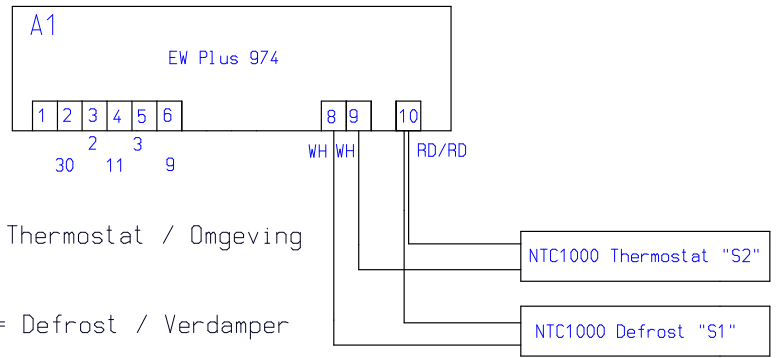 A1
EW Plus 974
1 2 3 4 5 6 8 9 10
2 3 WH WH RD/RD
30 11 9
Thermostat / Omgeving
NTC1000 Thermostat "S2"
= Defrost / Verdamper
NTC1000 Defrost "S1"